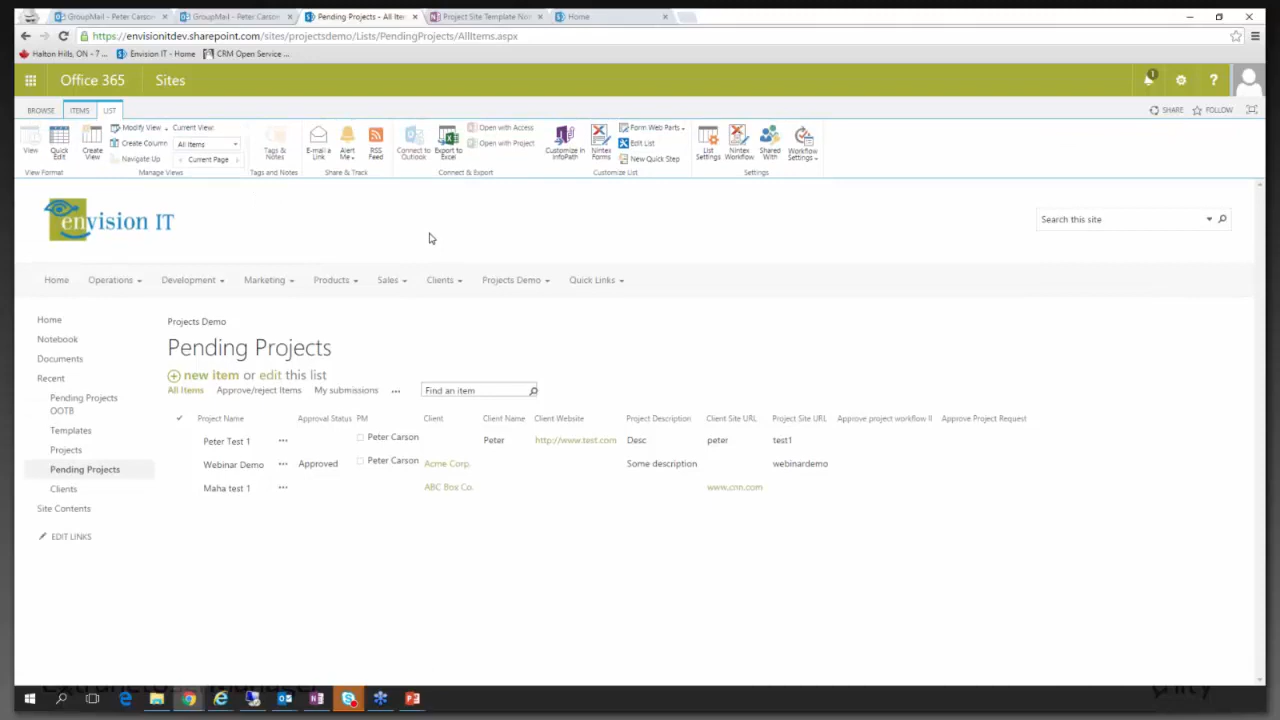 GroupMail - Peter Carson
GroupMail - Peter Carson
Pending Projects - All Ite
Project Site Template No
Home
https://envisionitdev.sharepoint.com/sites/projectsdemo/Lists/PendingProjects/AllItems.aspx
Halton Hills, ON - 7 ...
Envision IT - Home
CRM Open Service ...
Office 365
Sites
1
?
BROWSE
ITEMS
LIST
SHARE
FOLLOW
View
Quick Edit
Create View
Modify View
Create Column
Navigate Up
Current View:
All Items
Current Page
Tags & Notes
E-mail a Link
Alert Me
RSS Feed
Connect to Outlook
Export to Excel
Open with Access
Open with Project
Customize in InfoPath
Nintex Forms
Form Web Parts
Edit List
New Quick Step
List Settings
Nintex Workflow
Shared With
Workflow Settings
View Format
Manage Views
Tags and Notes
Share & Track
Connect & Export
Customize List
Settings
envision IT
Search this site
Home
Operations
Development
Marketing
Products
Sales
Clients
Projects Demo
Quick Links
Home
Notebook
Documents
Recent
Pending Projects OOTB
Templates
Projects
Pending Projects
Clients
Site Contents
EDIT LINKS
Projects Demo
Pending Projects
new item or edit this list
All Items Approve/reject Items My submissions ...
Find an item
Project Name Approval Status PM Client Client Name Client Website Project Description Client Site URL Project Site URL Approve project workflow II Approve Project Request
Peter Test 1 ... Peter Carson Peter http://www.test.com Desc peter test1
Webinar Demo ... Approved Peter Carson Acme Corp. Some description webinardemo
Maha test 1 ... ABC Box Co. www.cnn.com